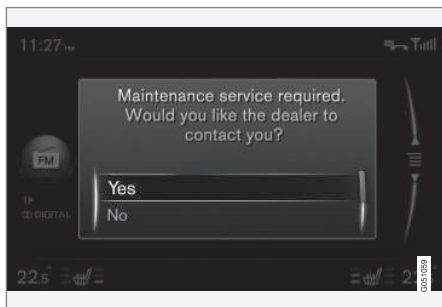 11:27 PM
Maintenance service required.
Would you like the dealer to
contact you?
FM
Yes
TP
DIGITAL
No
22.5°
G051059